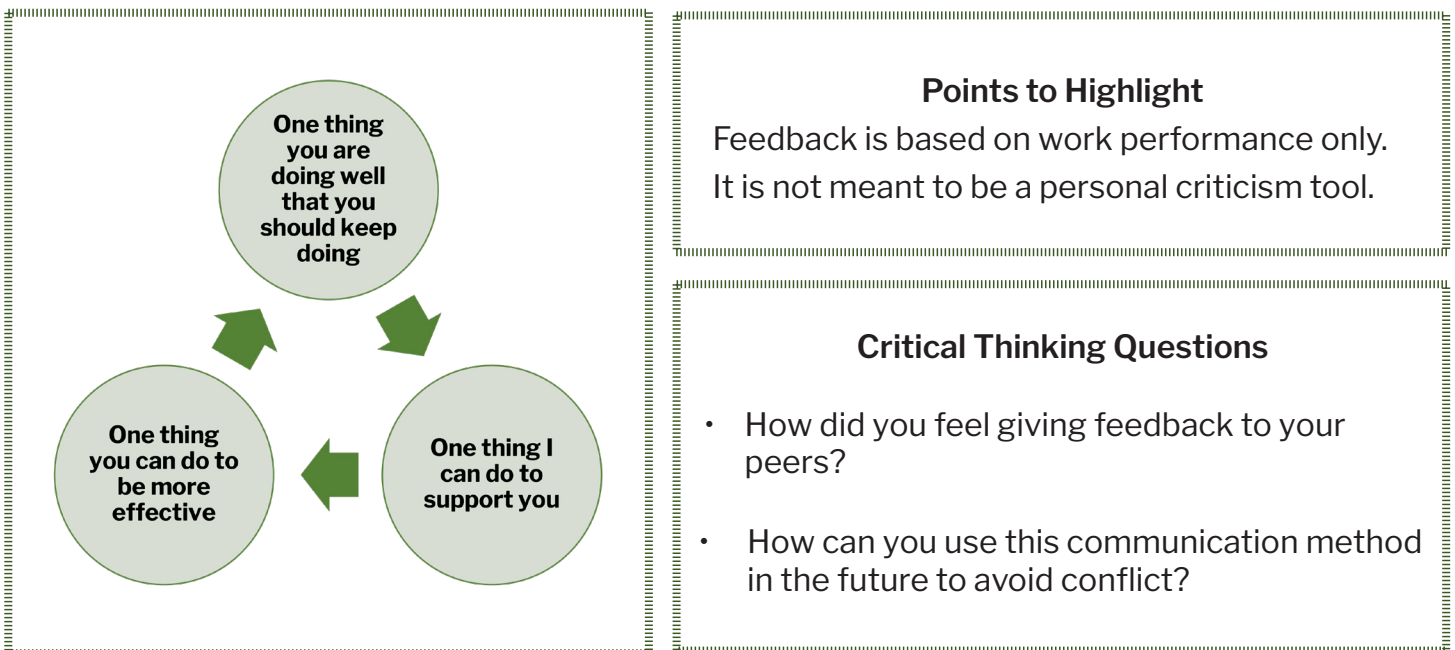 One thing
you are
doing well
that you
should keep
doing
One thing I
can do to
support you
One thing
you can do to
be more
effective
Points to Highlight
Feedback is based on work performance only.
It is not meant to be a personal criticism tool.
Critical Thinking Questions
• How did you feel giving feedback to your
peers?
• How can you use this communication method
in the future to avoid conflict?